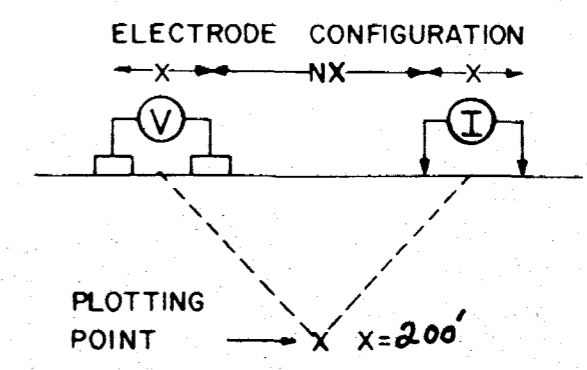 ELECTRODE CONFIGURATION
X NX X
V I
PLOTTING
POINT X X=200'